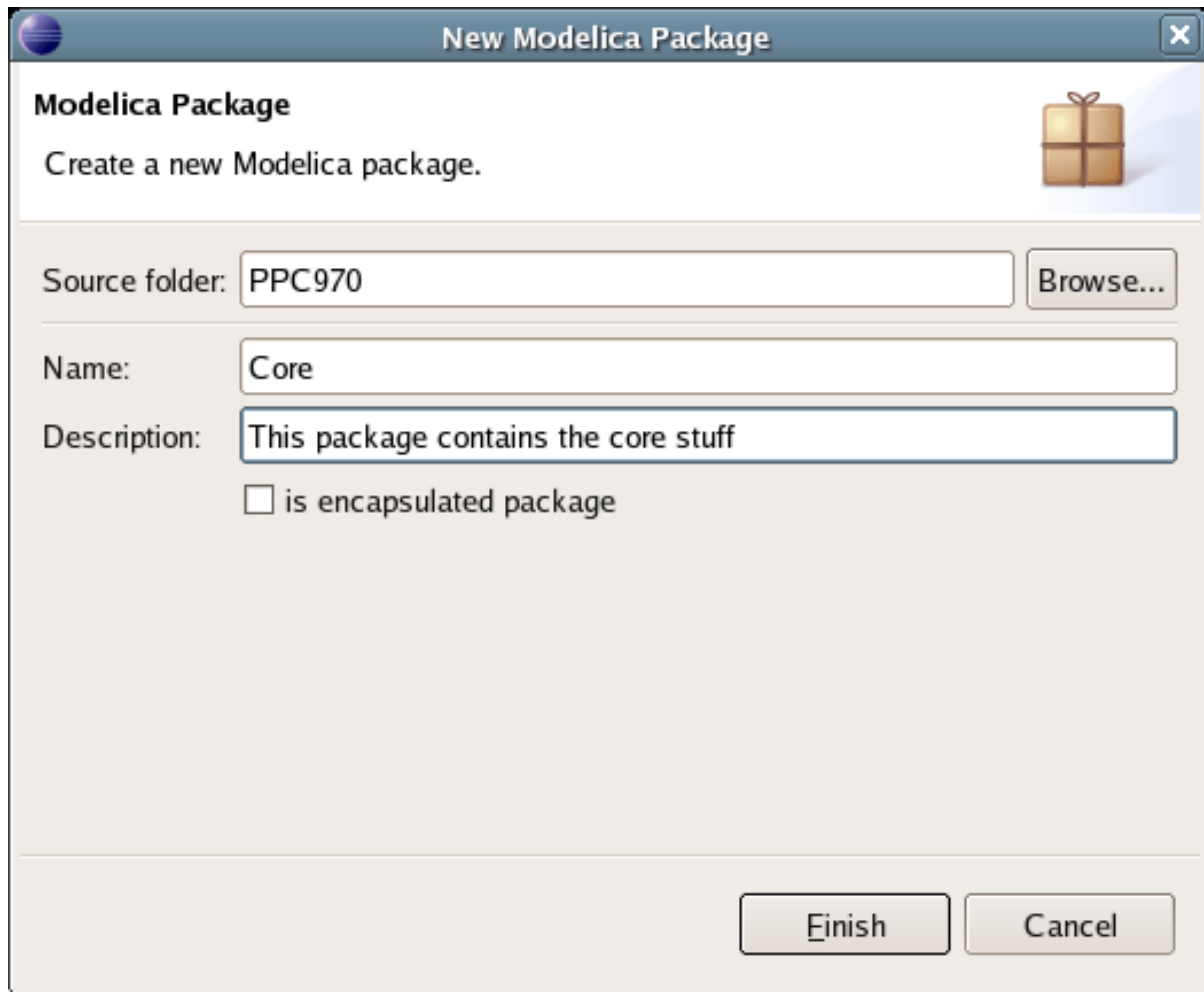 New Modelica Package
Modelica Package
Create a new Modelica package.
Source folder: PPC970 Browse...
Name: Core
Description: This package contains the core stuff
is encapsulated package
Finish Cancel